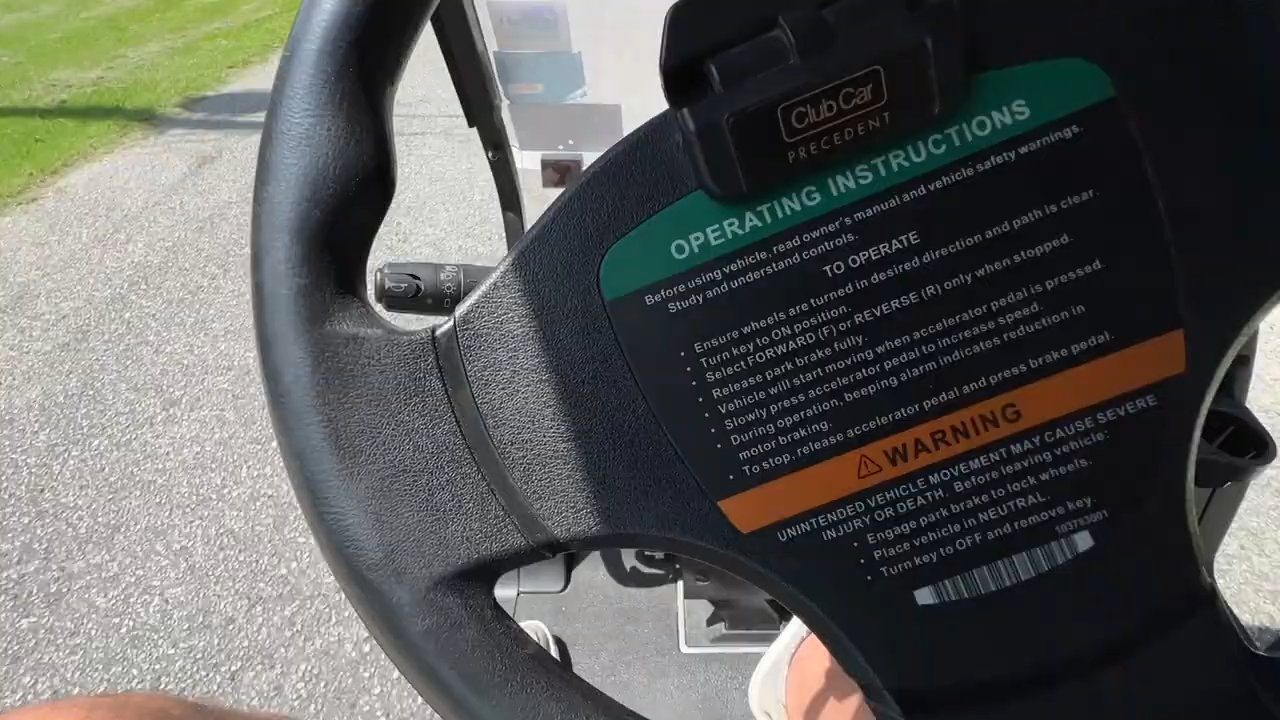 Club Car
PRECEDENT
OPERATING INSTRUCTIONS
Before using vehicle, read owner's manual and vehicle safety warnings.
Study and understand controls.
TO OPERATE
• Ensure wheels are turned in desired direction and path is clear.
• Turn key to ON position.
• Select FORWARD (F) or REVERSE (R) only when stopped.
• Release park brake fully.
• Vehicle will start moving when accelerator pedal is pressed.
• Slowly press accelerator pedal to increase speed.
• During operation, beeping alarm indicates reduction in
motor braking.
• To stop, release accelerator pedal and press brake pedal.
WARNING
UNINTENDED VEHICLE MOVEMENT MAY CAUSE SEVERE
INJURY OR DEATH. Before leaving vehicle:
• Engage park brake to lock wheels.
• Place vehicle in NEUTRAL.
• Turn key to OFF and remove key.
103783001